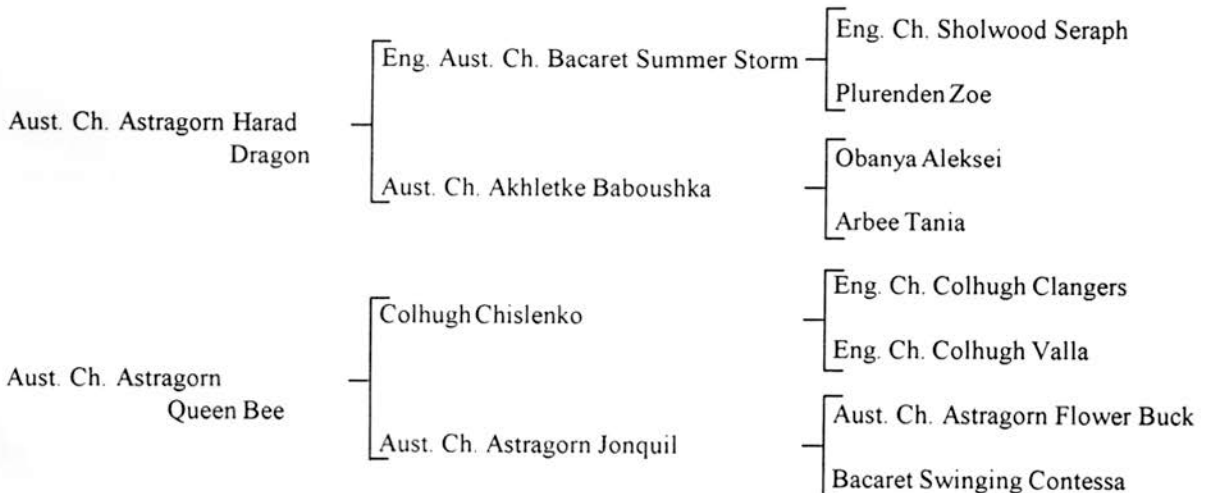 Eng. Ch. Sholwood Seraph
Eng. Aust. Ch. Bacaret Summer Storm
Plurenden Zoe
Aust. Ch. Astragorn Harad
Dragon
Obanya Aleksei
Aust. Ch. Akhletke Baboushka
Arbee Tania
Eng. Ch. Colhugh Clangers
Colhugh Chislenko
Eng. Ch. Colhugh Valla
Aust. Ch. Astragorn
Queen Bee
Aust. Ch. Astragorn Flower Buck
Aust. Ch. Astragorn Jonquil
Bacaret Swinging Contessa